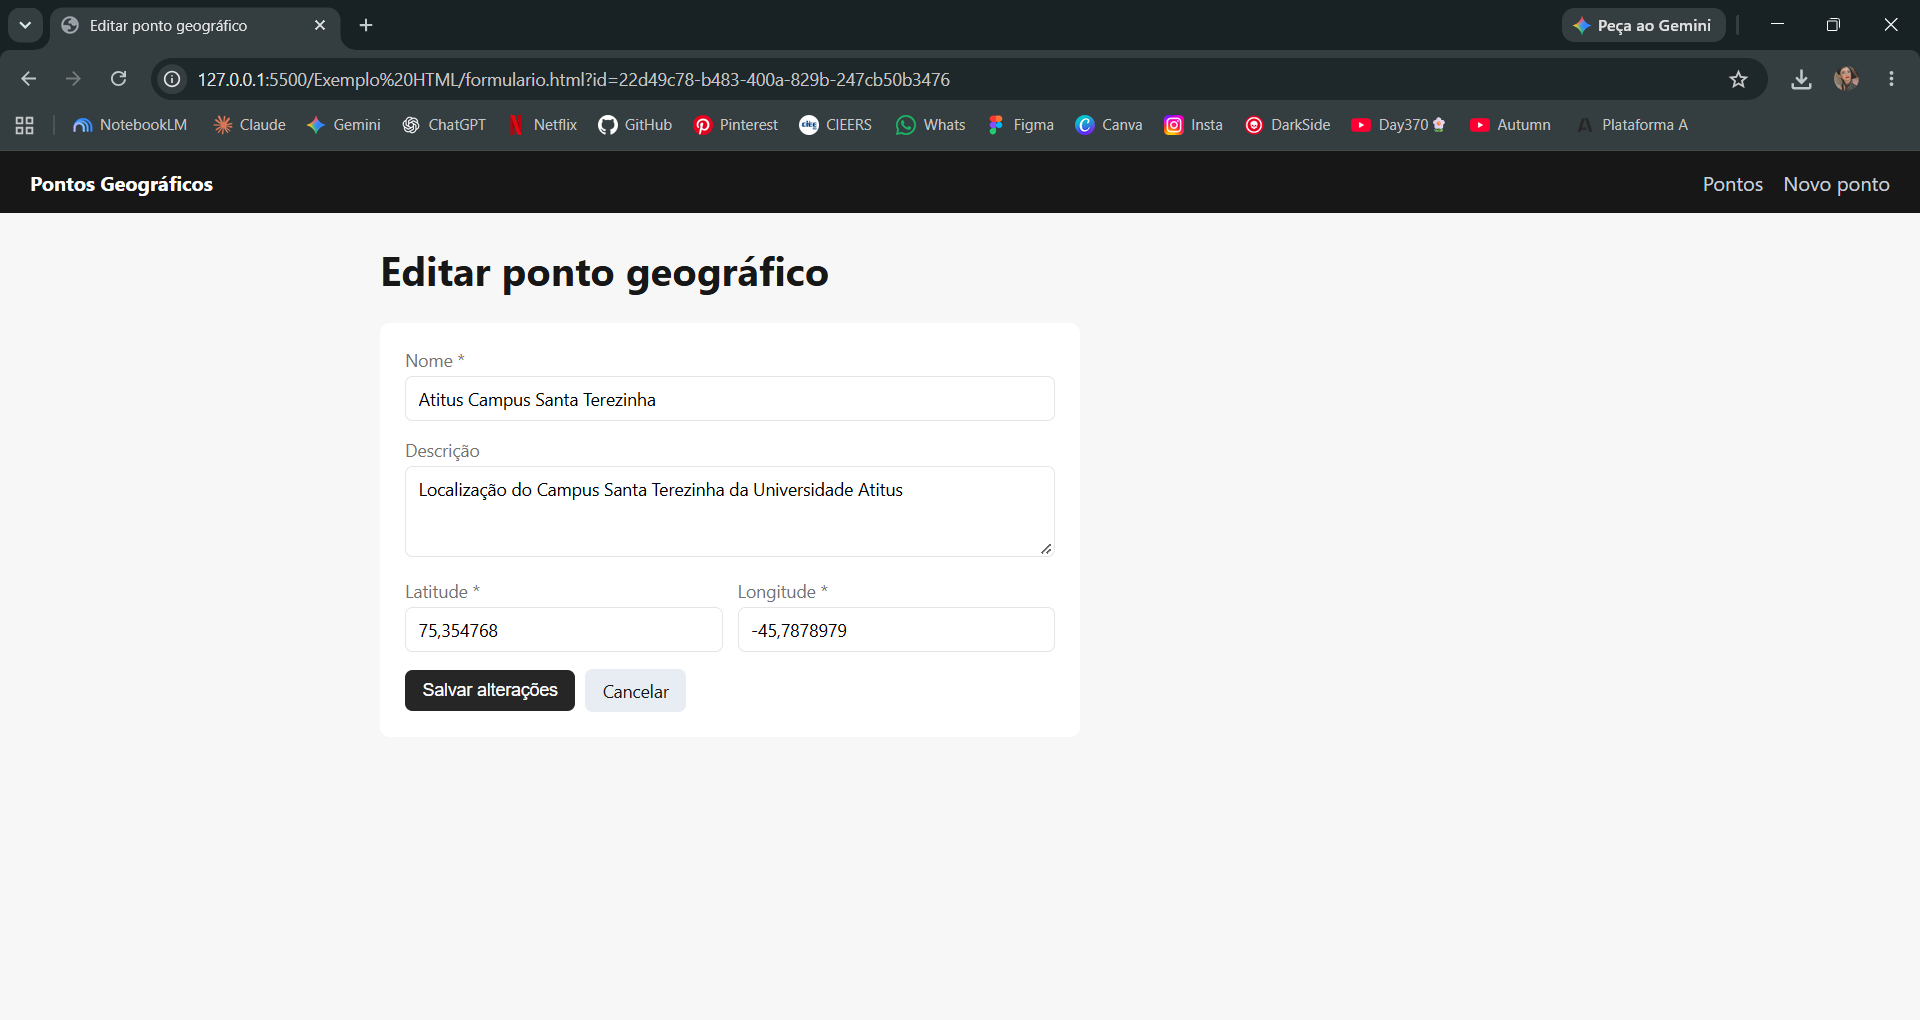 Editar ponto geográfico
Peça ao Gemini
127.0.0.1:5500/Exemplo%20HTML/formulario.html?id=22d49c78-b483-400a-829b-247cb50b3476
NotebookLM Claude Gemini ChatGPT Netflix GitHub Pinterest CIEERS Whats Figma Canva Insta DarkSide Day370 Autumn Plataforma A
Pontos Geográficos Pontos Novo ponto
Editar ponto geográfico
Nome *
Atitus Campus Santa Terezinha
Descrição
Localização do Campus Santa Terezinha da Universidade Atitus
Latitude * Longitude *
75,354768 -45,7878979
Salvar alterações Cancelar